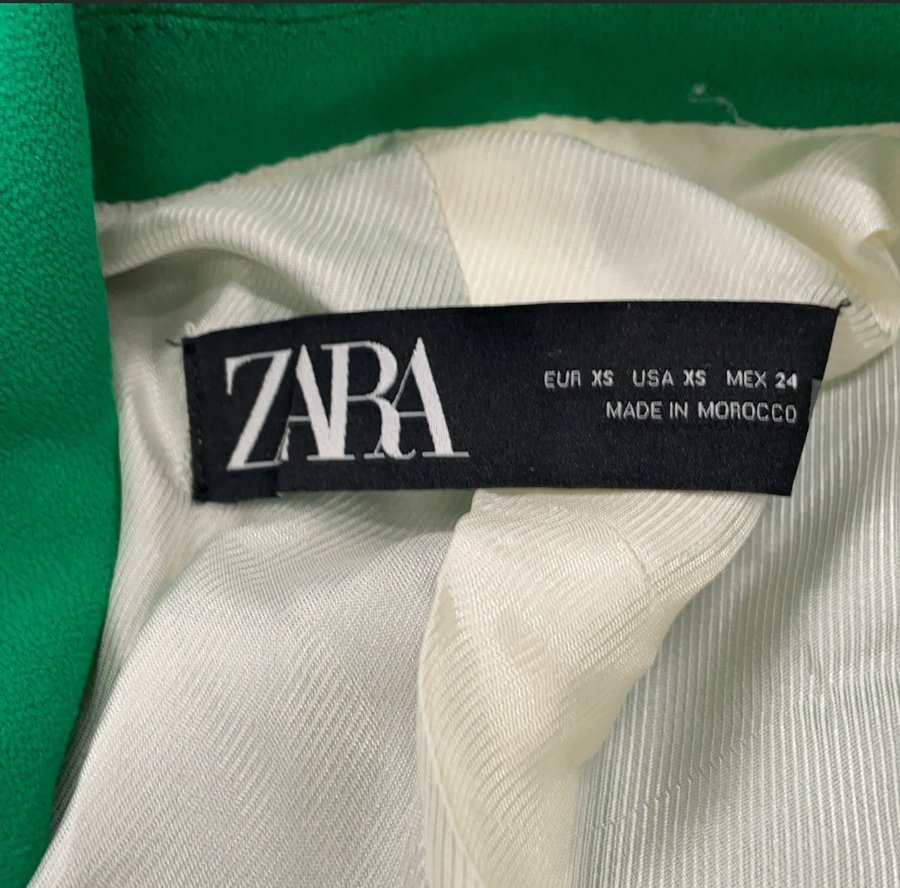 ZARA
EUR XS USA XS MEX 24
MADE IN MOROCCO